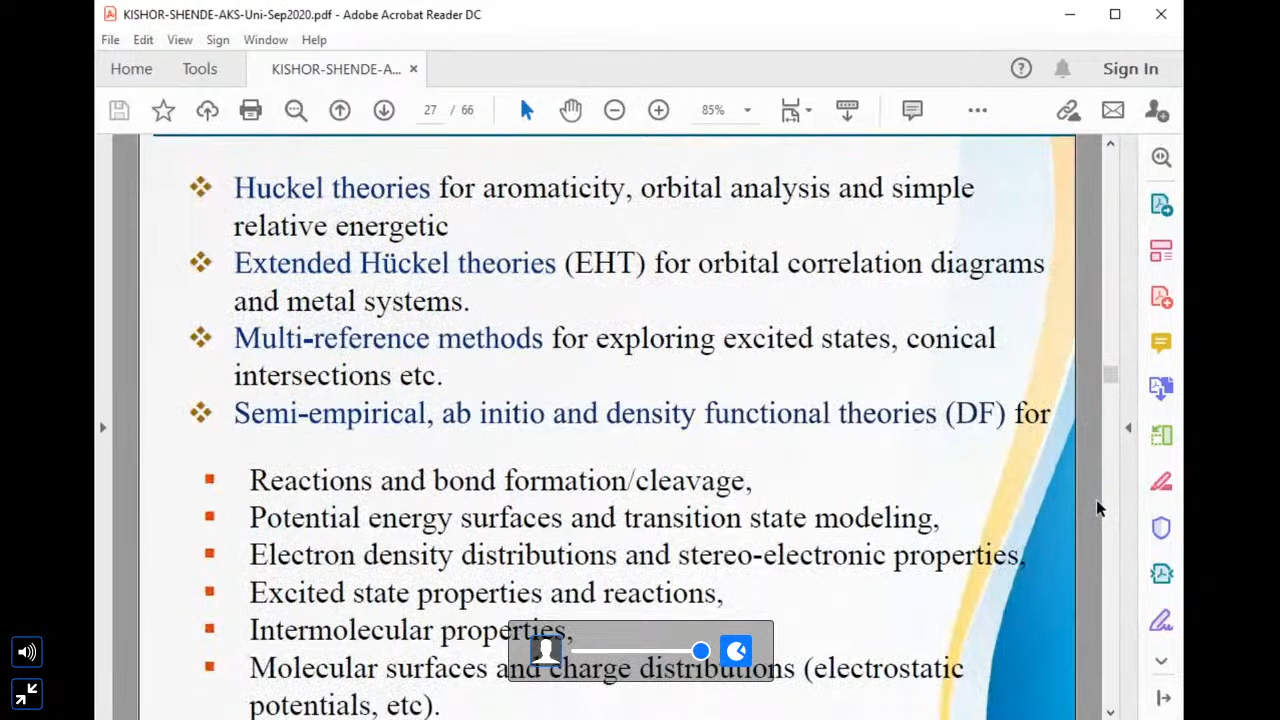 KISHOR-SHENDE-AKS-Uni-Sep2020.pdf - Adobe Acrobat Reader DC
File Edit View Sign Window Help
Home Tools KISHOR-SHENDE-A... × Sign In
27 / 66 85%
Huckel theories for aromaticity, orbital analysis and simple
relative energetic
Extended Hückel theories (EHT) for orbital correlation diagrams
and metal systems.
Multi-reference methods for exploring excited states, conical
intersections etc.
Semi-empirical, ab initio and density functional theories (DF) for
Reactions and bond formation/cleavage,
Potential energy surfaces and transition state modeling,
Electron density distributions and stereo-electronic properties,
Excited state properties and reactions,
Intermolecular properties,
Molecular surfaces and charge distributions (electrostatic
potentials, etc).